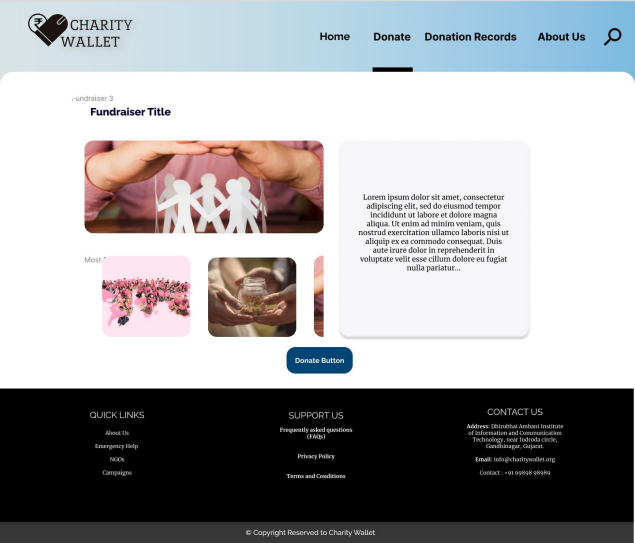 CHARITY
WALLET
Home Donate Donation Records About Us
Fundraiser 3
Fundraiser Title
Lorem ipsum dolor sit amet, consectetur
adipiscing elit, sed do eiusmod tempor
incididunt ut labore et dolore magna
aliqua. Ut enim ad minim veniam, quis
nostrud exercitation ullamco laboris nisi ut
aliquip ex ea commodo consequat. Duis
aute irure dolor in reprehenderit in
voluptate velit esse cillum dolore eu fugiat
nulla pariatur...
Most
Donate Button
QUICK LINKS
About Us
Emergency Help
NGOs
Campaigns
SUPPORT US
Frequently asked questions
(FAQs)
Privacy Policy
Terms and Conditions
CONTACT US
Address: Dhirubhai Ambani Institute
of Information and Communication
Technology, near Indroda circle,
Gandhinagar, Gujarat.
Email: info@charitywallet.org
Contact : +91 99898 98989
© Copyright Reserved to Charity Wallet